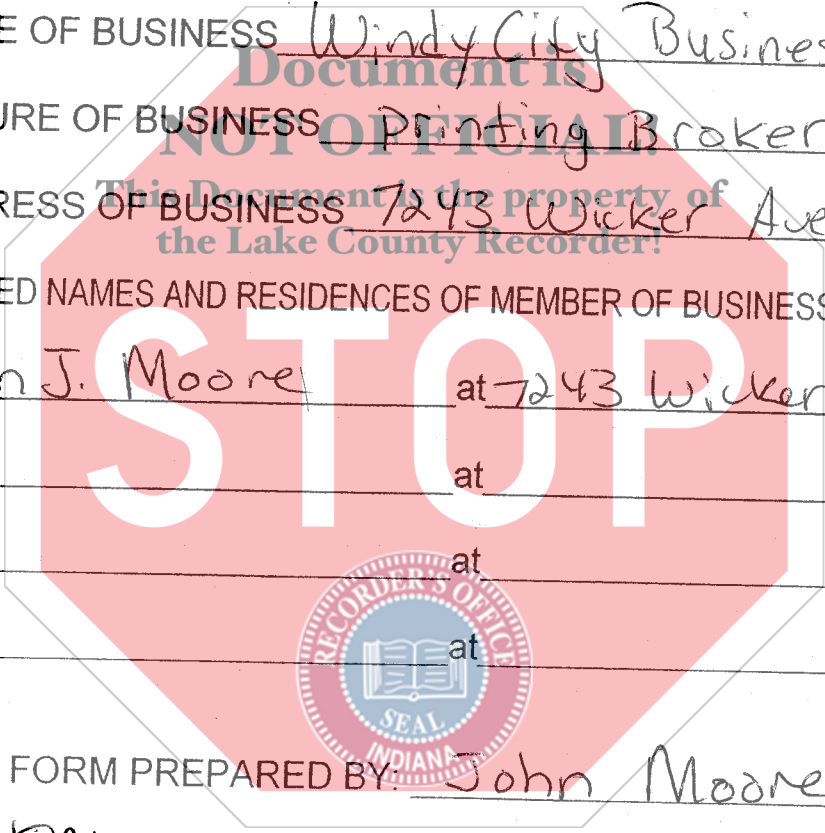 E OF BUSINESS Windy City Busines
Document is
URE OF BUSINESS Printing Broker
NOT OFFICIAL!
RESS OF BUSINESS 7243 Wicker Ave
This Document is the property of
the Lake County Recorder!
ED NAMES AND RESIDENCES OF MEMBER OF BUSINESS
n J. Moore at 7243 Wicker
STOP
at
at
at
RECORDER'S OFFICE
SEAL
INDIANA
FORM PREPARED BY: John Moore